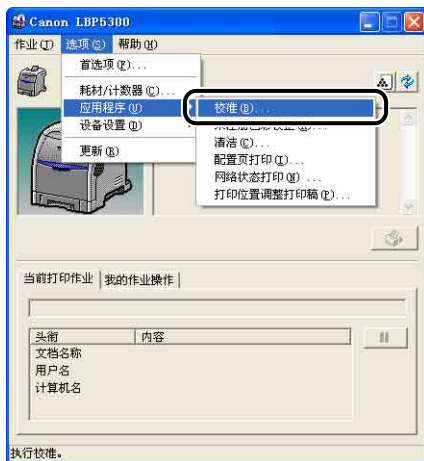 Canon LBP5300
作业(J) 选项(S) 帮助(H)
首选项(P)...
耗材/计数器(C)...
应用程序(U)
设备设置(D)
更新(R)
校准(B)...
清洁(C)...
配置页打印(I)...
网络状态打印(N) ...
打印位置调整打印稿(P)...
当前打印作业 我的作业操作
头衔 内容
文档名称
用户名
计算机名
执行校准。